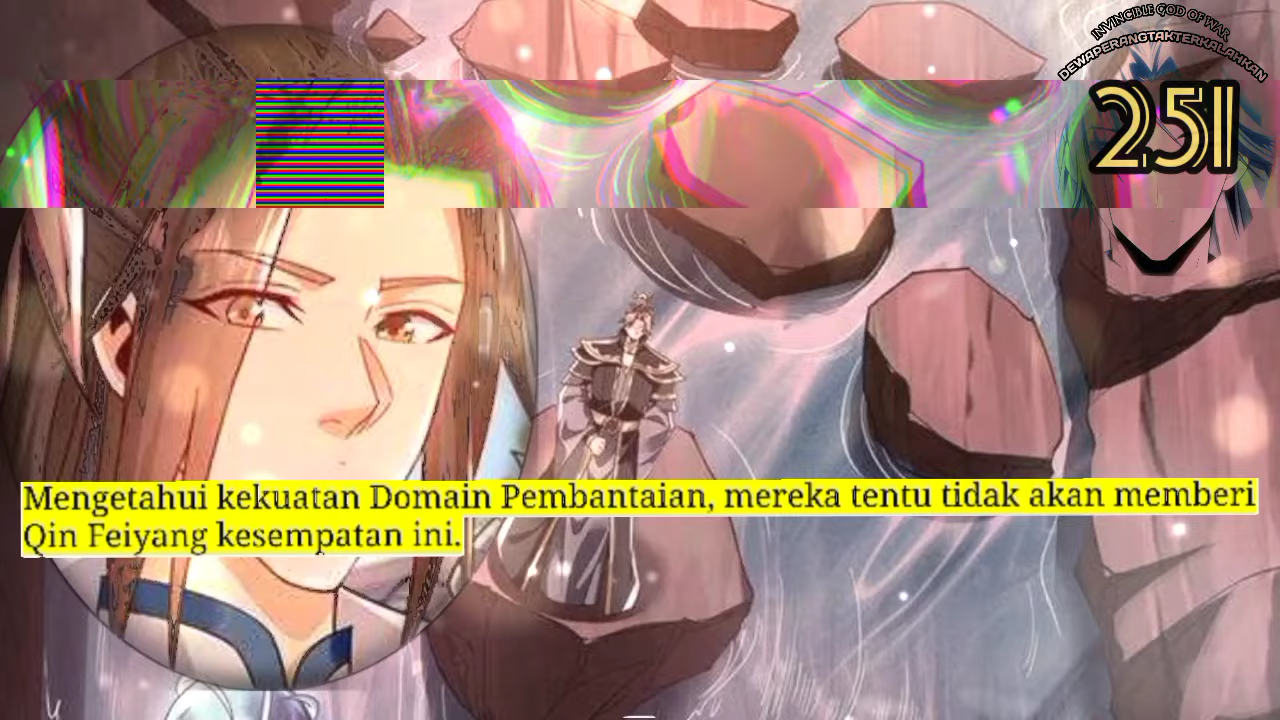 INVINCIBLE GOD OF WAR
DEWAPERANGTAKTERKALAHKAN
251
Mengetahui kekuatan Domain Pembantaian, mereka tentu tidak akan memberi
Qin Feiyang kesempatan ini.